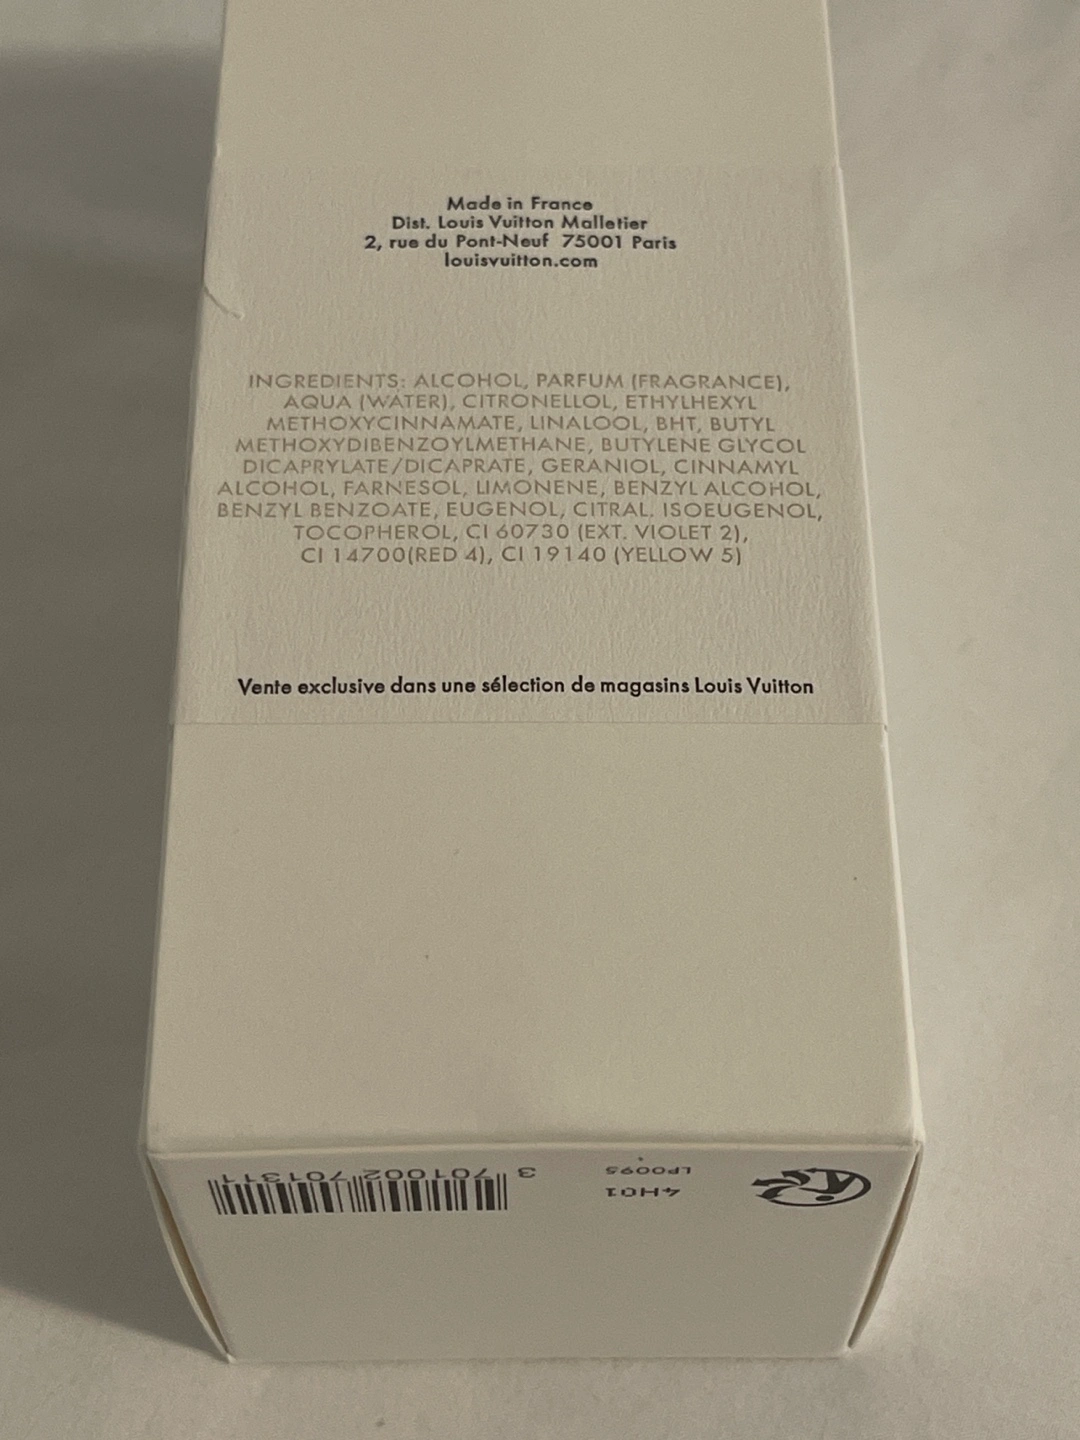 Made in France
Dist. Louis Vuitton Malletier
2, rue du Pont-Neuf 75001 Paris
louisvuitton.com
INGREDIENTS: ALCOHOL, PARFUM (FRAGRANCE),
AQUA (WATER), CITRONELLOL, ETHYLHEXYL
METHOXYCINNAMATE, LINALOOL, BHT, BUTYL
METHOXYDIBENZOYLMETHANE, BUTYLENE GLYCOL
DICAPRYLATE/DICAPRATE, GERANIOL, CINNAMYL
ALCOHOL, FARNESOL, LIMONENE, BENZYL ALCOHOL,
BENZYL BENZOATE, EUGENOL, CITRAL. ISOEUGENOL,
TOCOPHEROL, CI 60730 (EXT. VIOLET 2),
CI 14700(RED 4), CI 19140 (YELLOW 5)
Vente exclusive dans une sélection de magasins Louis Vuitton
4H01
LP0095
3 701002 701311